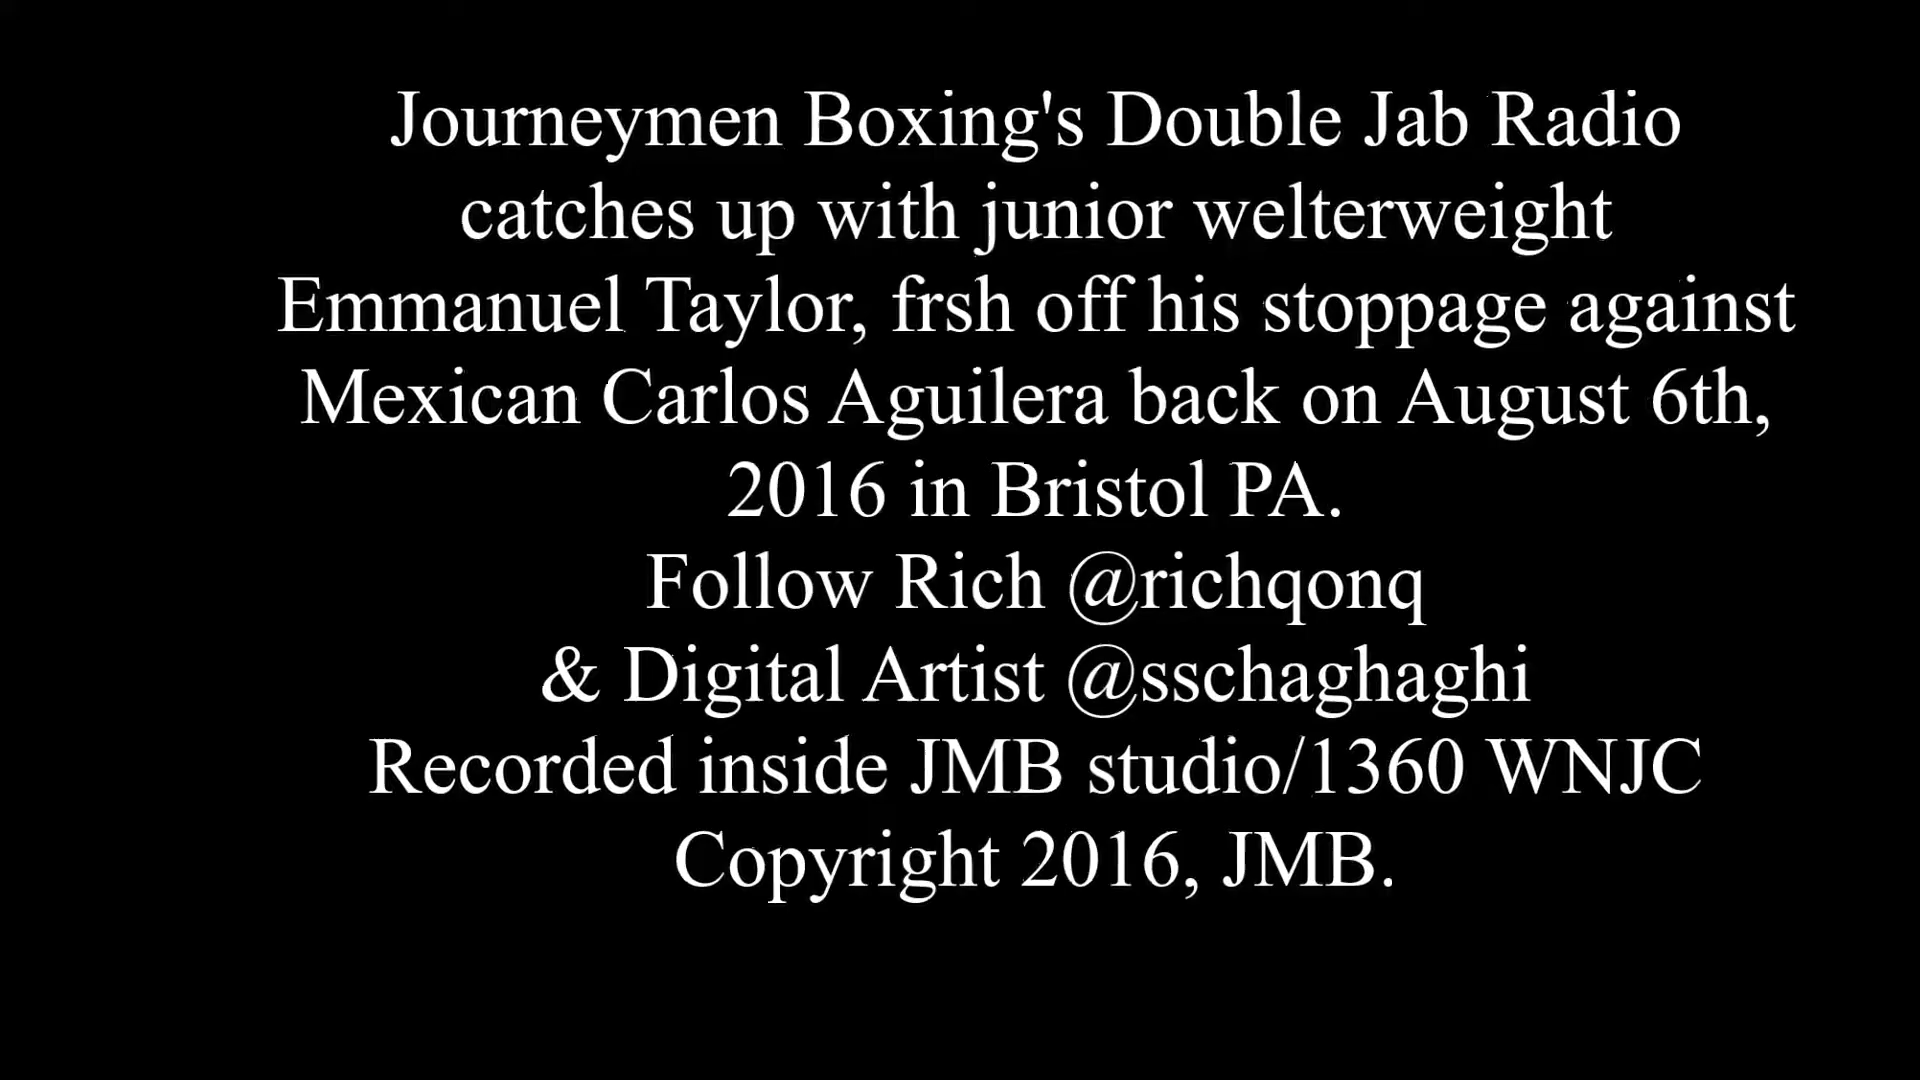 Journeymen Boxing's Double Jab Radio
catches up with junior welterweight
Emmanuel Taylor, frsh off his stoppage against
Mexican Carlos Aguilera back on August 6th,
2016 in Bristol PA.
Follow Rich @richqonq
& Digital Artist @sschaghaghi
Recorded inside JMB studio/1360 WNJC
Copyright 2016, JMB.